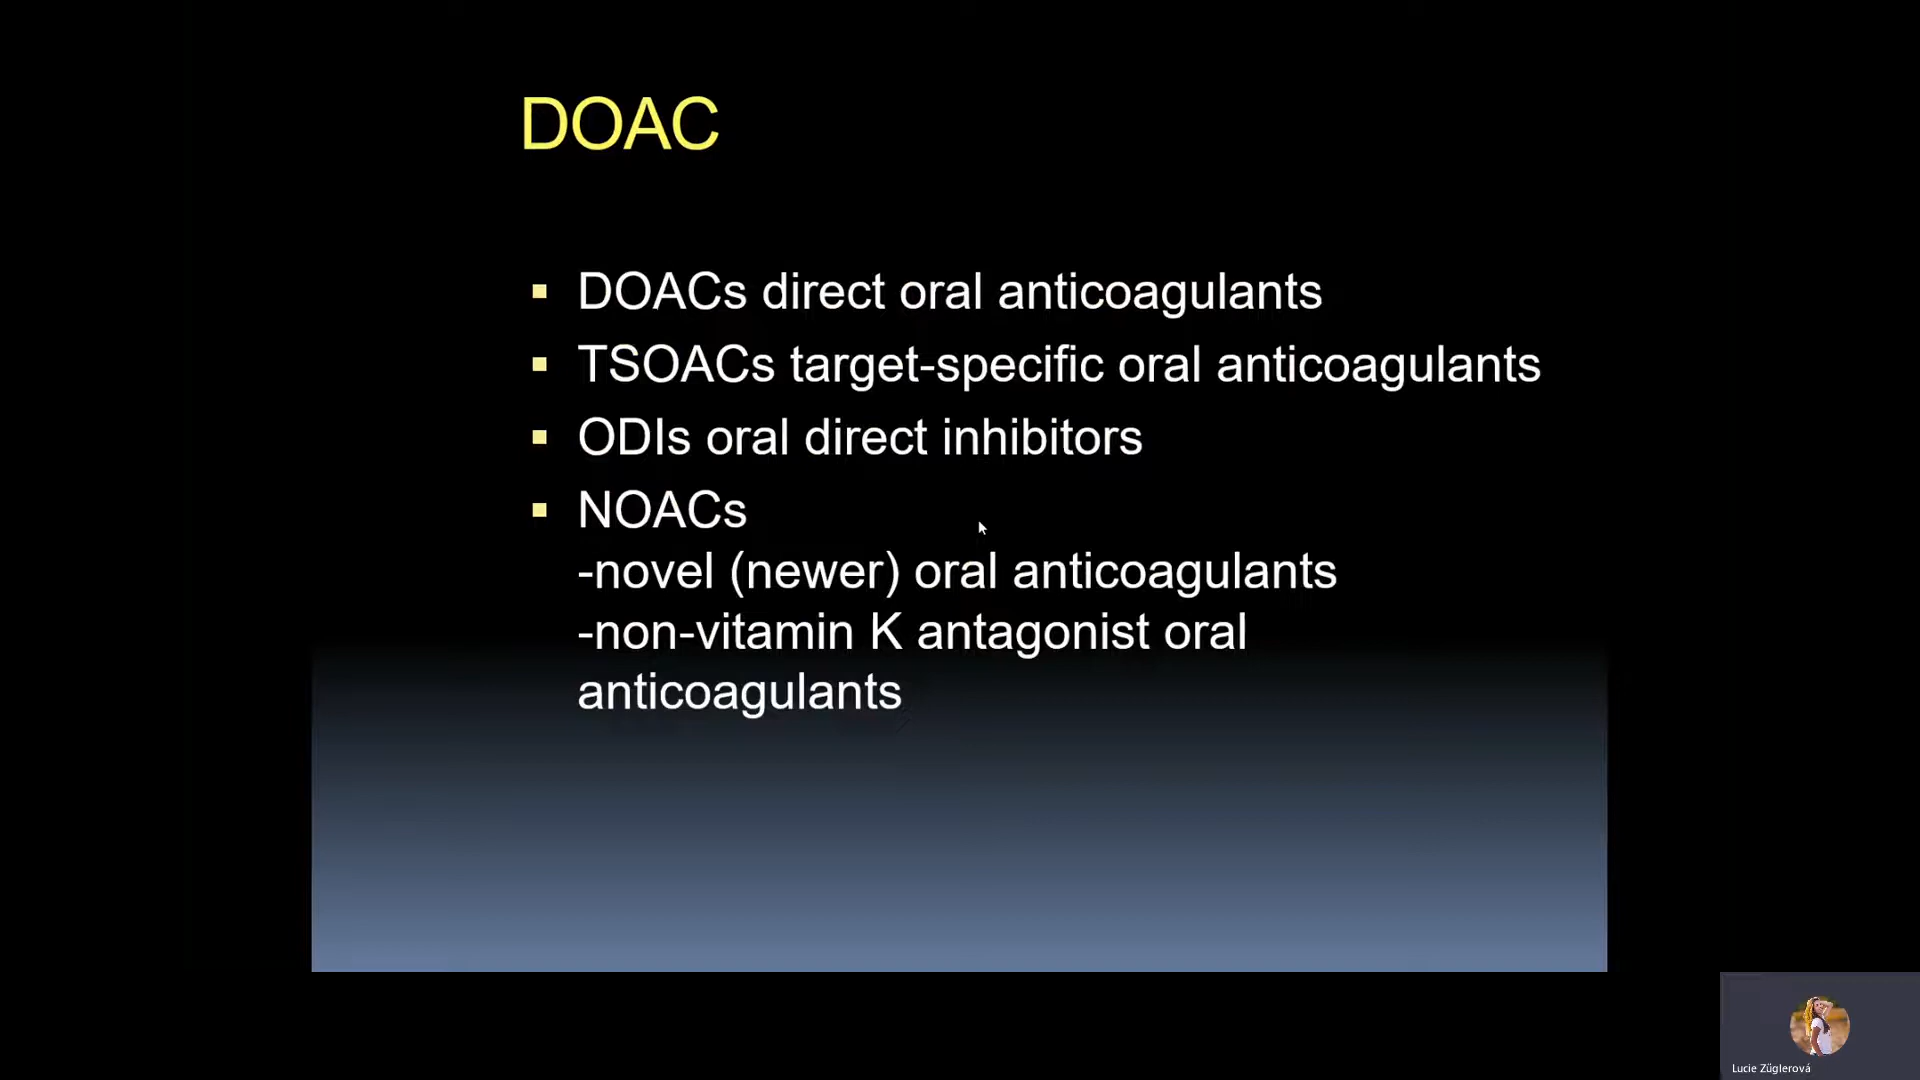 DOAC
DOACs direct oral anticoagulants
TSOACs target-specific oral anticoagulants
ODIs oral direct inhibitors
NOACs
-novel (newer) oral anticoagulants
-non-vitamin K antagonist oral
anticoagulants
Lucie Zűglerová